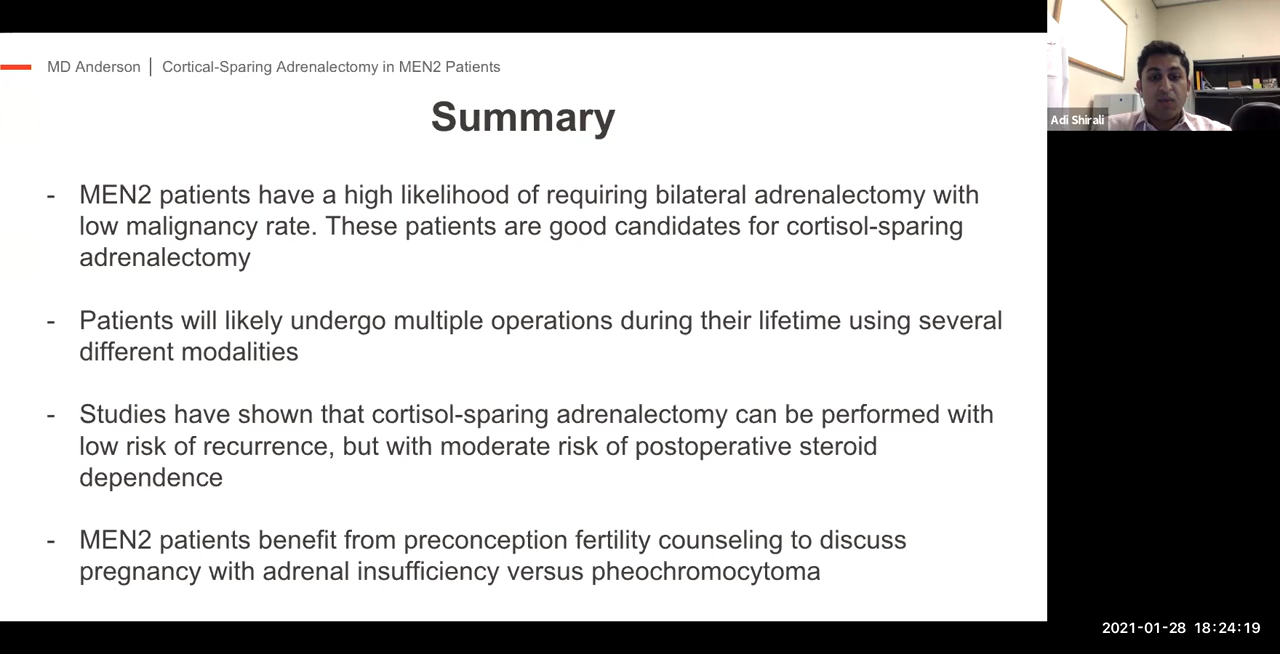 MD Anderson | Cortical-Sparing Adrenalectomy in MEN2 Patients
Summary
- MEN2 patients have a high likelihood of requiring bilateral adrenalectomy with
low malignancy rate. These patients are good candidates for cortisol-sparing
adrenalectomy
- Patients will likely undergo multiple operations during their lifetime using several
different modalities
- Studies have shown that cortisol-sparing adrenalectomy can be performed with
low risk of recurrence, but with moderate risk of postoperative steroid
dependence
- MEN2 patients benefit from preconception fertility counseling to discuss
pregnancy with adrenal insufficiency versus pheochromocytoma
Adi Shirali
2021-01-28 18:24:19